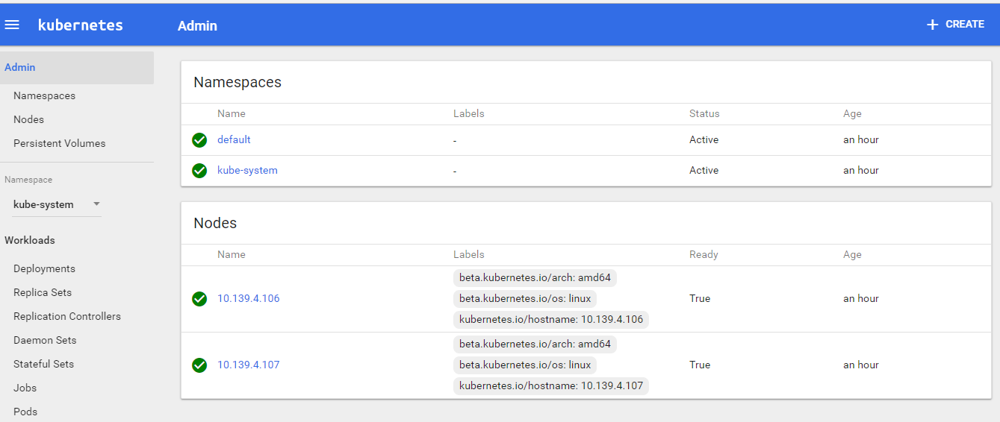 kubernetes
Admin
CREATE
Admin
Namespaces
Nodes
Persistent Volumes
Namespace
kube-system
Workloads
Deployments
Replica Sets
Replication Controllers
Daemon Sets
Stateful Sets
Jobs
Pods
Namespaces
Name Labels Status Age
default - Active an hour
kube-system - Active an hour
Nodes
Name Labels Ready Age
beta.kubernetes.io/arch: amd64
10.139.4.106 beta.kubernetes.io/os: linux True an hour
kubernetes.io/hostname: 10.139.4.106
beta.kubernetes.io/arch: amd64
10.139.4.107 beta.kubernetes.io/os: linux True an hour
kubernetes.io/hostname: 10.139.4.107